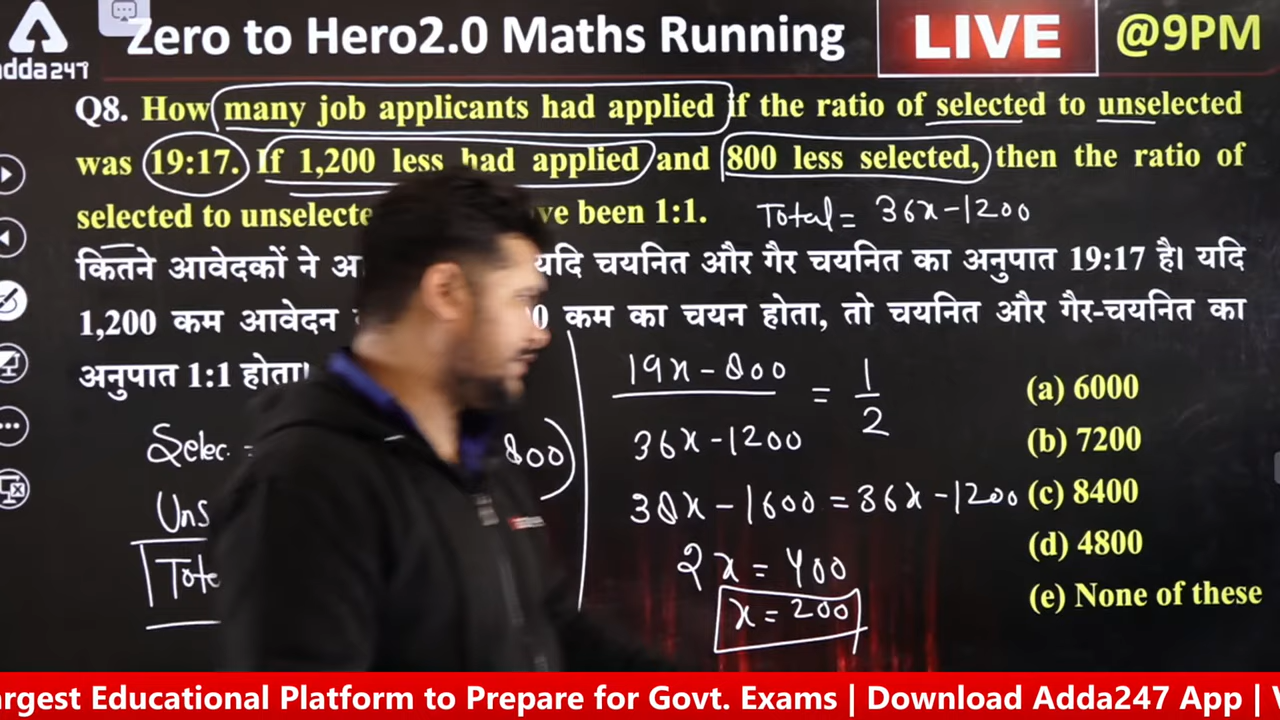 adda247
Zero to Hero2.0 Maths Running
LIVE
@9PM
Q8. How many job applicants had applied if the ratio of selected to unselected
was 19:17. If 1,200 less had applied and 800 less selected, then the ratio of
selected to unselecte ve been 1:1.
Total = 36x-1200
कितने आवेदकों ने अ यदि चयनित और गैर चयनित का अनुपात 19:17 है। यदि
1,200 कम आवेदन 0 कम का चयन होता, तो चयनित और गैर-चयनित का
अनुपात 1:1 होता।
Selec. = 800)
Uns
Tota
19x - 800
= 1/2
36x-1200
38x - 1600 = 36x - 1200
2x = 400
x = 200
(a) 6000
(b) 7200
(c) 8400
(d) 4800
(e) None of these
argest Educational Platform to Prepare for Govt. Exams | Download Adda247 App | V